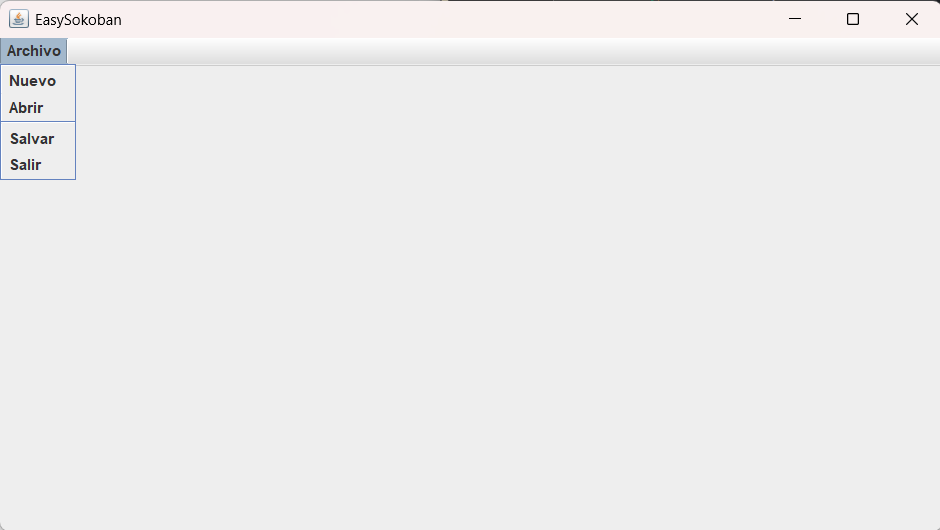 EasySokoban
Archivo
Nuevo
Abrir
Salvar
Salir